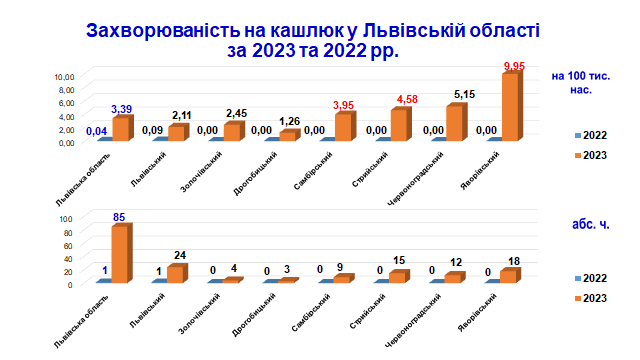 Захворюваність на кашлюк у Львівській області
за 2023 та 2022 рр.
на 100 тис.
нас.
10,00
8,00
6,00
4,00
2,00
0,00
0,04 3,39 0,09 2,11 0,00 2,45 0,00 1,26 0,00 3,95 0,00 4,58 0,00 5,15 0,00 9,95
Львівська область Львівський Золочівський Дрогобицький Самбірський Стрийський Червоноградський Яворівський
2022
2023
абс. ч.
100
80
60
40
20
0
1 85 1 24 0 4 0 3 0 9 0 15 0 12 0 18
Львівська область Львівський Золочівський Дрогобицький Самбірський Стрийський Червоноградський Яворівський
2022
2023